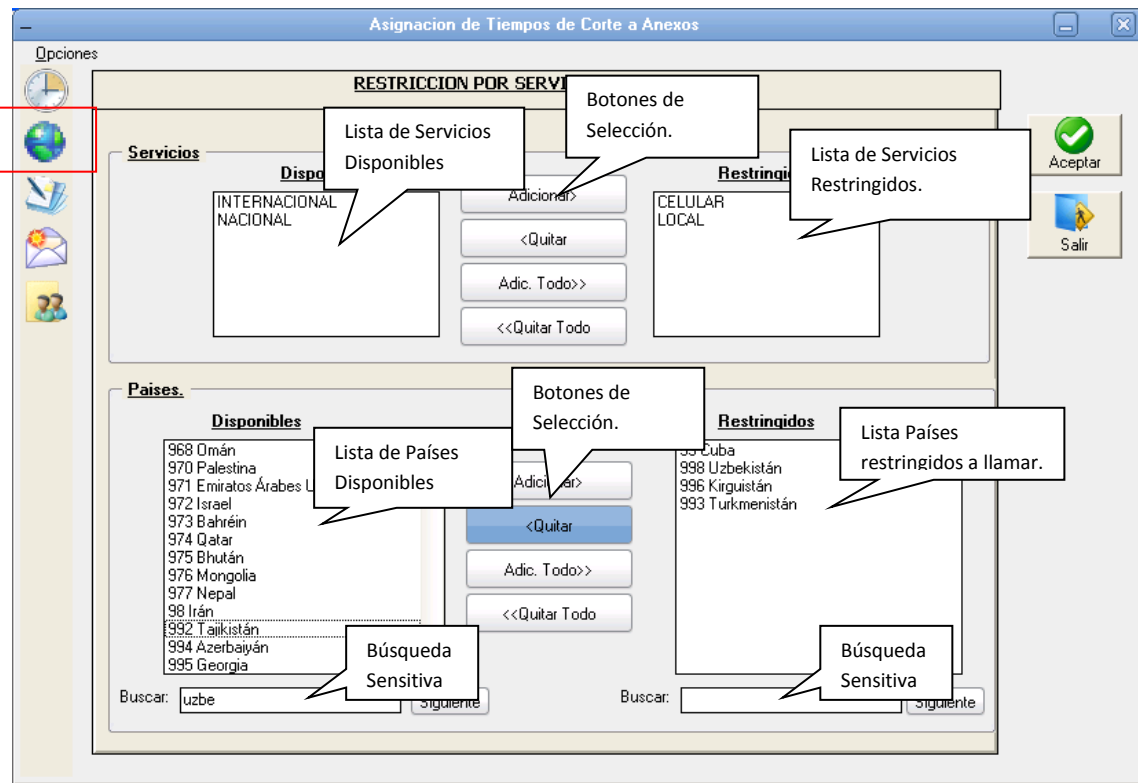 Asignacion de Tiempos de Corte a Anexos
Opciones
RESTRICCION POR SERVI
Botones de
Selección.
Lista de Servicios
Disponibles
Lista de Servicios
Restringidos.
Aceptar
Salir
Servicios
Dispo
Restringi
INTERNACIONAL
NACIONAL
Adicionar>
<Quitar
Adic. Todo>>
<<Quitar Todo
CELULAR
LOCAL
Paises.
Botones de
Selección.
Disponibles
Restringidos
Lista de Países
Disponibles
Lista Países
restringidos a llamar.
968 Omán
970 Palestina
971 Emiratos Árabes U
972 Israel
973 Bahréin
974 Qatar
975 Bhután
976 Mongolia
977 Nepal
98 Irán
992 Tajikistán
994 Azerbaiyán
995 Georgia
Adicionar>
<Quitar
Adic. Todo>>
<<Quitar Todo
Cuba
998 Uzbekistán
996 Kirguistán
993 Turkmenistán
Búsqueda
Sensitiva
Búsqueda
Sensitiva
Buscar: uzbe Siguiente
Buscar: Siguiente